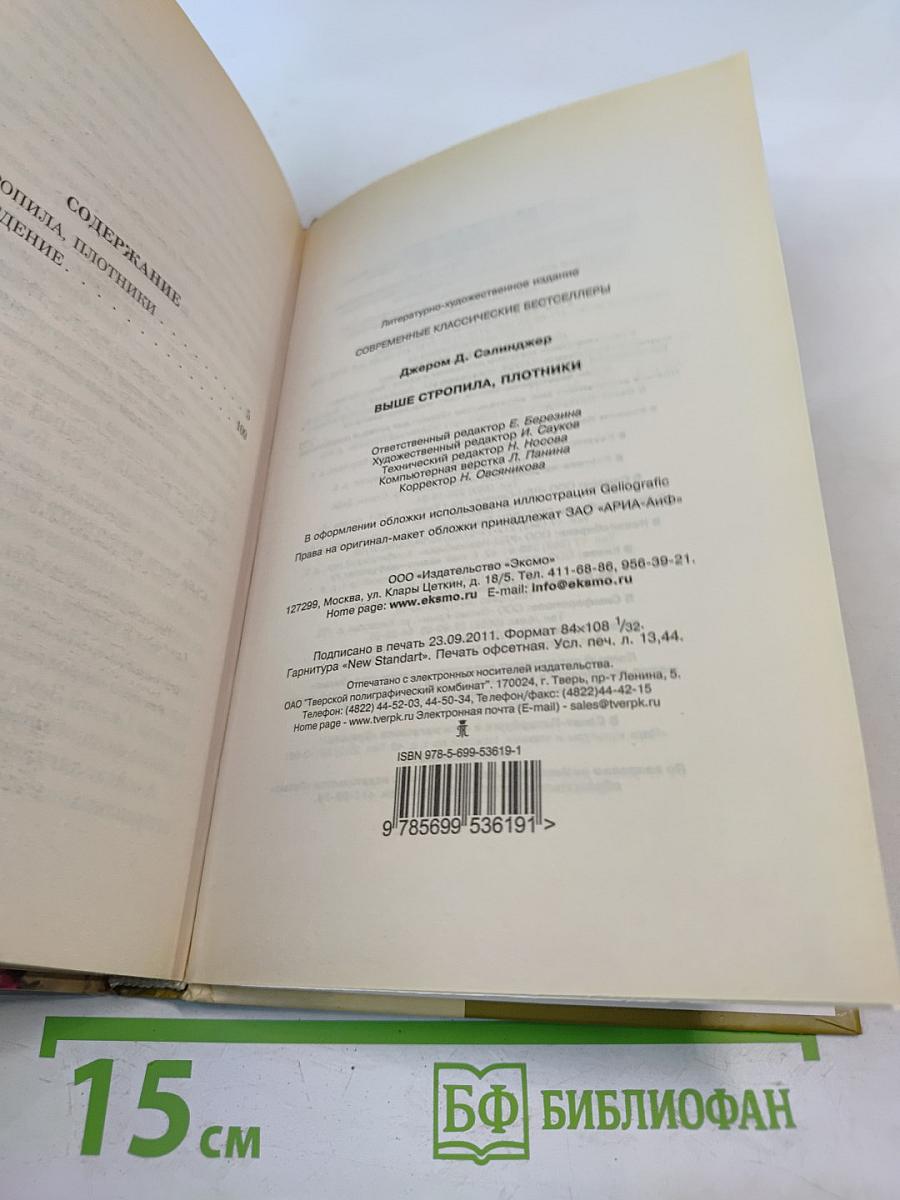 СОДЕРЖАНИЕ
ПЛОТНИКИ . . .
5
100
Литературно-художественное издание
СОВРЕМЕННЫЕ КЛАССИЧЕСКИЕ БЕСТСЕЛЛЕРЫ
Джером Д. Сэлинджер
ВЫШЕ СТРОПИЛА, ПЛОТНИКИ
Ответственный редактор Е. Березина
Художественный редактор И. Сауков
Технический редактор Н. Носова
Компьютерная верстка Л. Панина
Корректор Н. Овсяникова
В оформлении обложки использована иллюстрация Geliografic
Права на оригинал-макет обложки принадлежат ЗАО «АРИА-АиФ»
ООО «Издательство «Эксмо»
127299, Москва, ул. Клары Цеткин, д. 18/5. Тел. 411-68-86, 956-39-21.
Home page: www.eksmo.ru E-mail: info@eksmo.ru
Подписано в печать 23.09.2011. Формат 84×108 1/32.
Гарнитура «New Standart». Печать офсетная. Усл. печ. л. 13,44.
Отпечатано с электронных носителей издательства.
ОАО "Тверской полиграфический комбинат". 170024, г. Тверь, пр-т Ленина, 5.
Телефон: (4822) 44-52-03, 44-50-34, Телефон/факс: (4822)44-42-15
Home page - www.tverpk.ru Электронная почта (E-mail) - sales@tverpk.ru
ISBN 978-5-699-53619-1
9 785699 536191 >
15 см
БФ БИБЛИОФАН